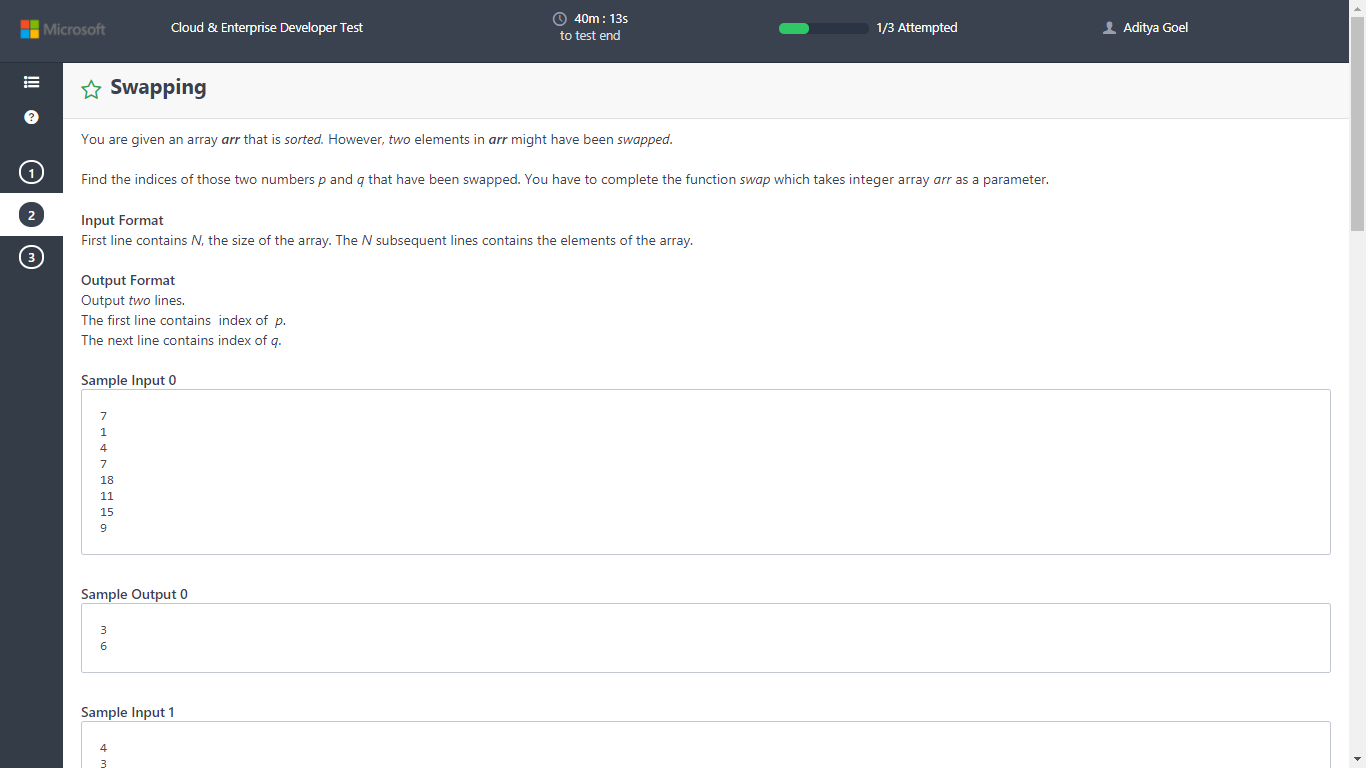 Microsoft
Cloud & Enterprise Developer Test
40m : 13s
to test end
1/3 Attempted
Aditya Goel
?
1
2
3
Swapping
You are given an array arr that is sorted. However, two elements in arr might have been swapped.
Find the indices of those two numbers p and q that have been swapped. You have to complete the function swap which takes integer array arr as a parameter.
Input Format
First line contains N, the size of the array. The N subsequent lines contains the elements of the array.
Output Format
Output two lines.
The first line contains  index of  p.
The next line contains index of q.
Sample Input 0
7
1
4
7
18
11
15
9
Sample Output 0
3
6
Sample Input 1
4
3